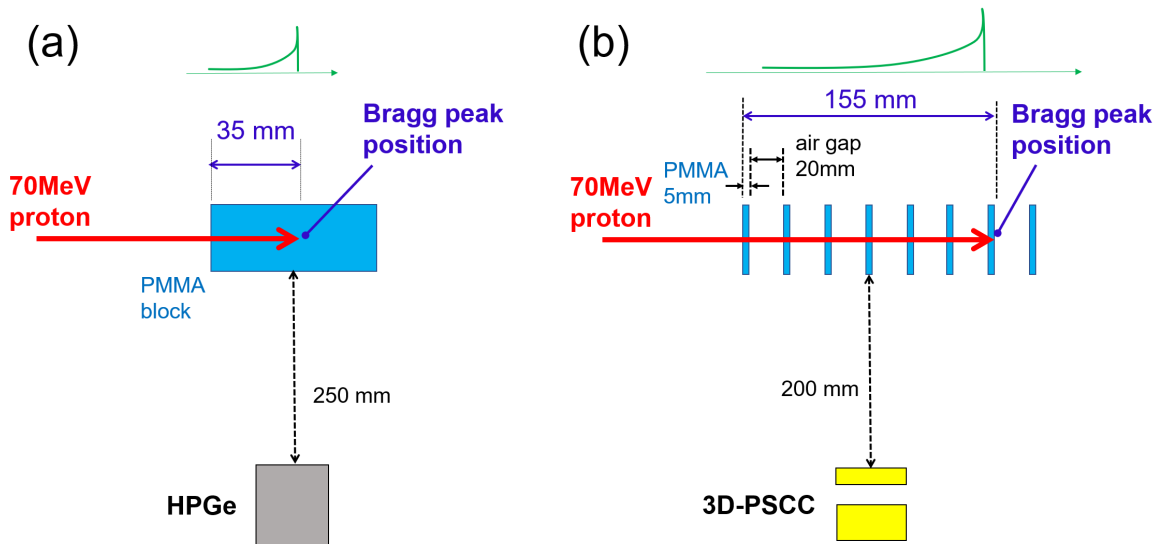 (a)
35 mm
Bragg peak
position
70MeV
proton
PMMA
block
250 mm
HPGe
(b)
155 mm
Bragg peak
position
air gap
20mm
PMMA
5mm
70MeV
proton
200 mm
3D-PSCC